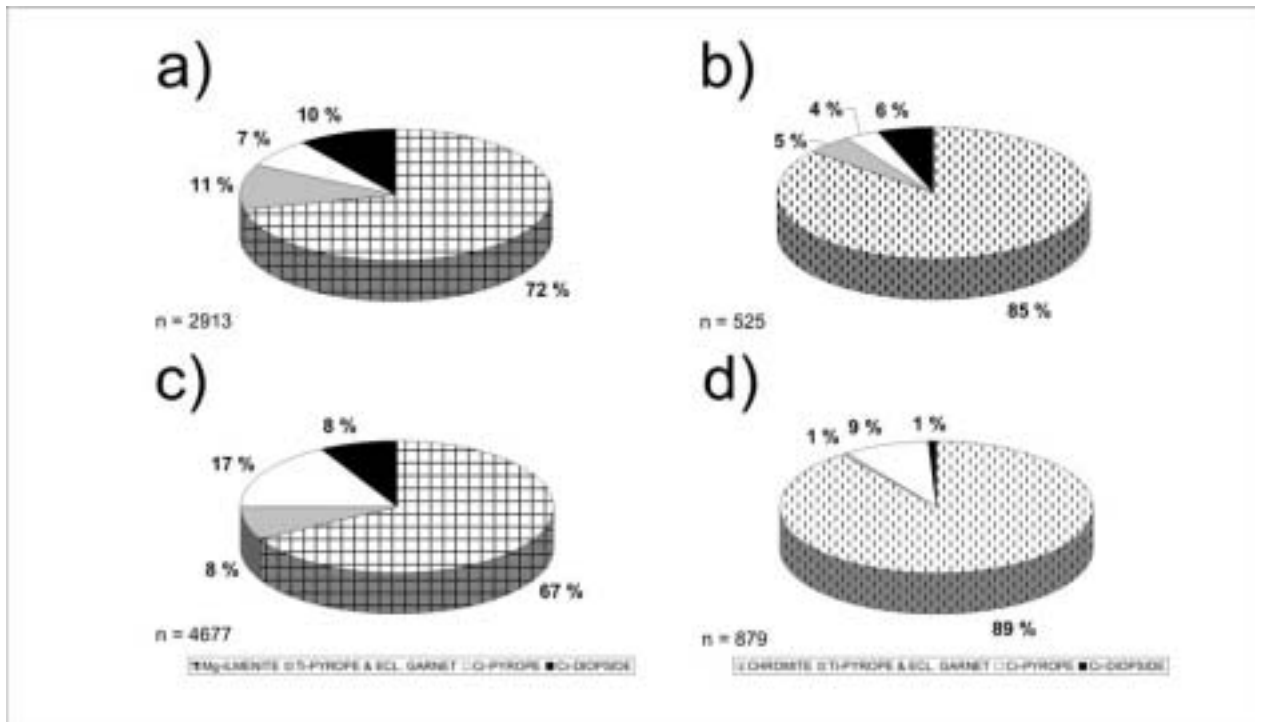 a)
10 %
7 %
11 %
72 %
n = 2913
b)
4 %
6 %
5 %
85 %
n = 525
c)
8 %
17 %
8 %
67 %
n = 4677
d)
1 %
9 %
1 %
89 %
n = 879
Mg-ILMENITE Ti-PYROPE & ECL. GARNET Cr-PYROPE Cr-DIOPSIDE
CHROMITE Ti-PYROPE & ECL. GARNET Cr-PYROPE Cr-DIOPSIDE